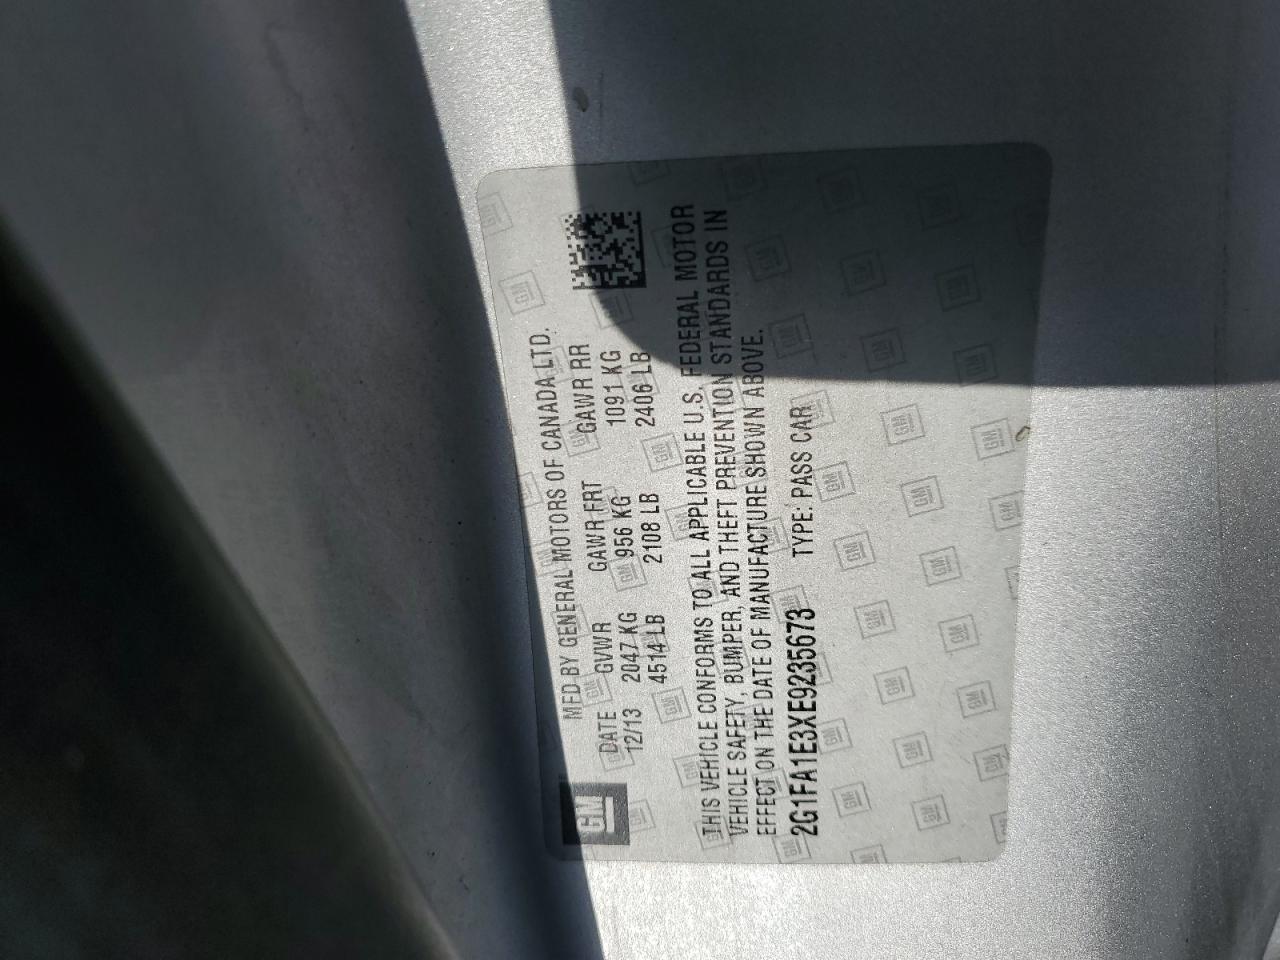 GM
MFD BY GENERAL MOTORS OF CANADA LTD.
DATE GVWR GAWR FRT GAWR RR
12/13 2047 KG 956 KG 1091 KG
4514 LB 2108 LB 2406 LB
THIS VEHICLE CONFORMS TO ALL APPLICABLE U.S. FEDERAL MOTOR
VEHICLE SAFETY, BUMPER, AND THEFT PREVENTION STANDARDS IN
EFFECT ON THE DATE OF MANUFACTURE SHOWN ABOVE.
2G1FA1E3XE9235673 TYPE: PASS CAR